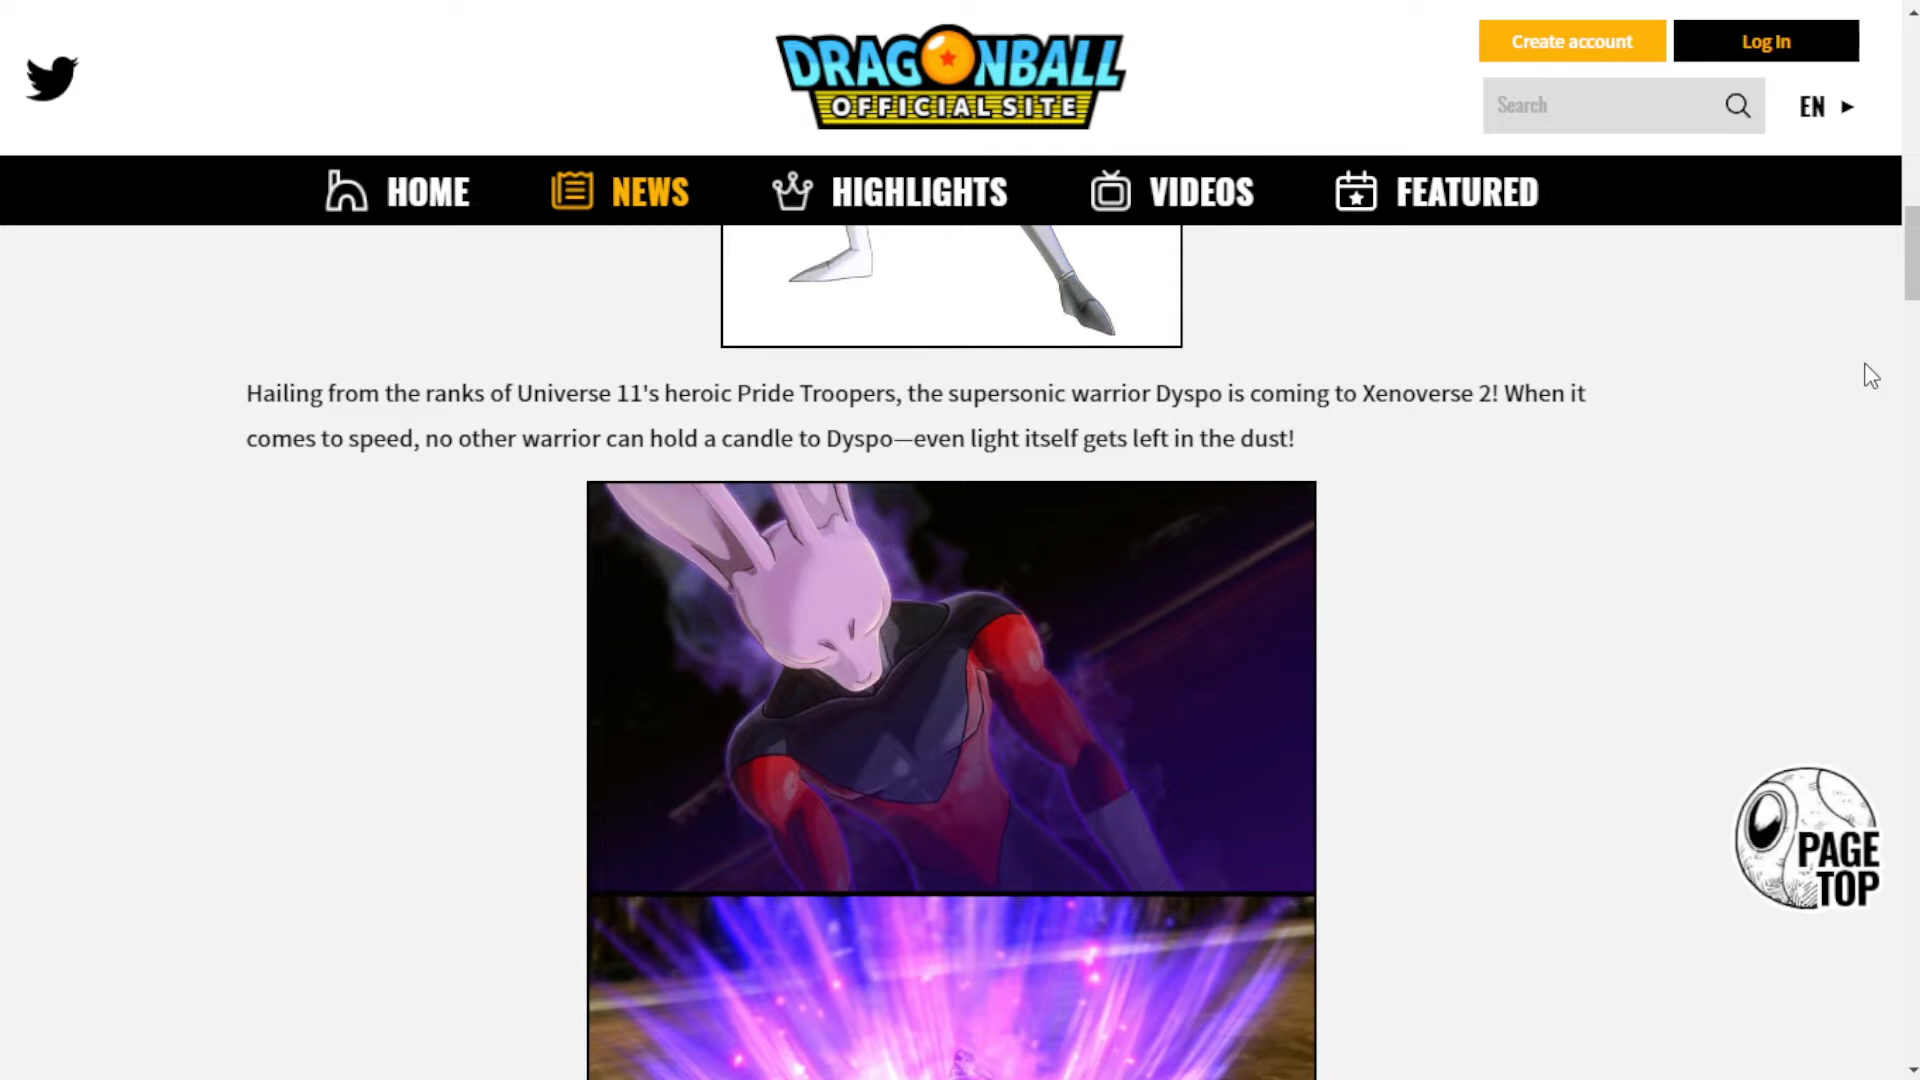 DRAGONBALL
OFFICIAL SITE
Create account
Log In
Search
EN
HOME
NEWS
HIGHLIGHTS
VIDEOS
FEATURED
Hailing from the ranks of Universe 11's heroic Pride Troopers, the supersonic warrior Dyspo is coming to Xenoverse 2! When it
comes to speed, no other warrior can hold a candle to Dyspo—even light itself gets left in the dust!
PAGE
TOP